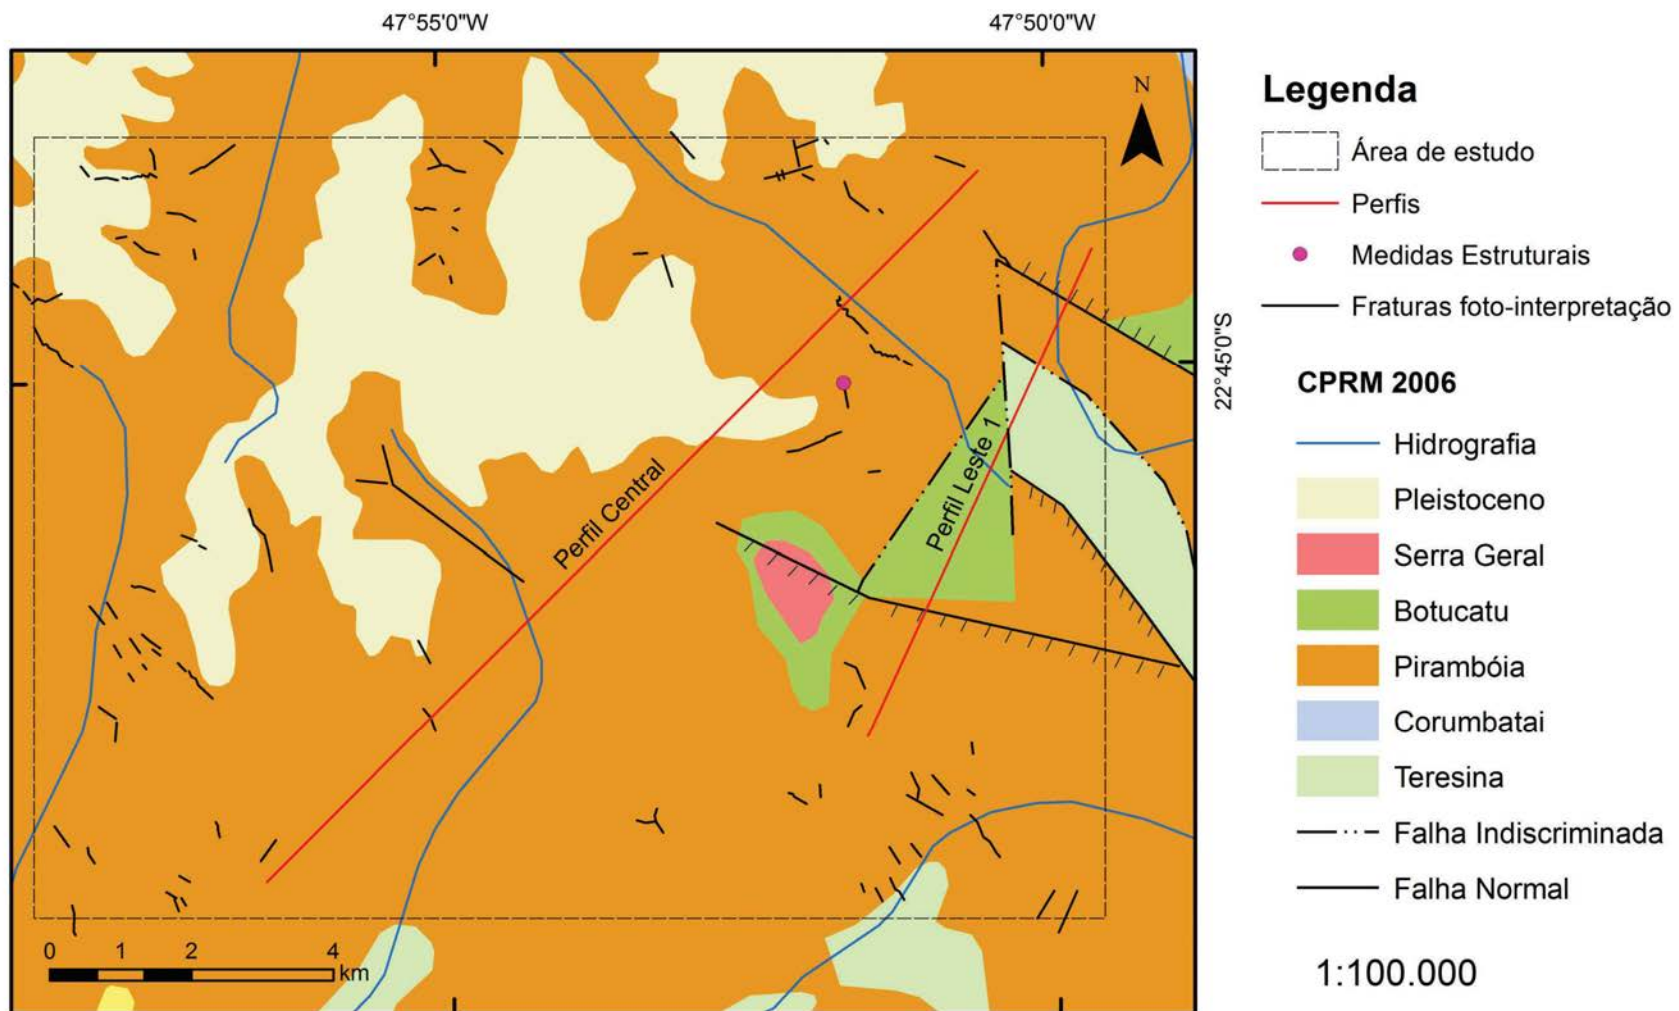 47°55'0"W
47°50'0"W
N
22°45'0"S
Perfil Central
Perfil Leste 1
0 1 2 4
km
Legenda
Área de estudo
Perfis
Medidas Estruturais
Fraturas foto-interpretação
CPRM 2006
Hidrografia
Pleistoceno
Serra Geral
Botucatu
Pirambóia
Corumbatai
Teresina
Falha Indiscriminada
Falha Normal
1:100.000